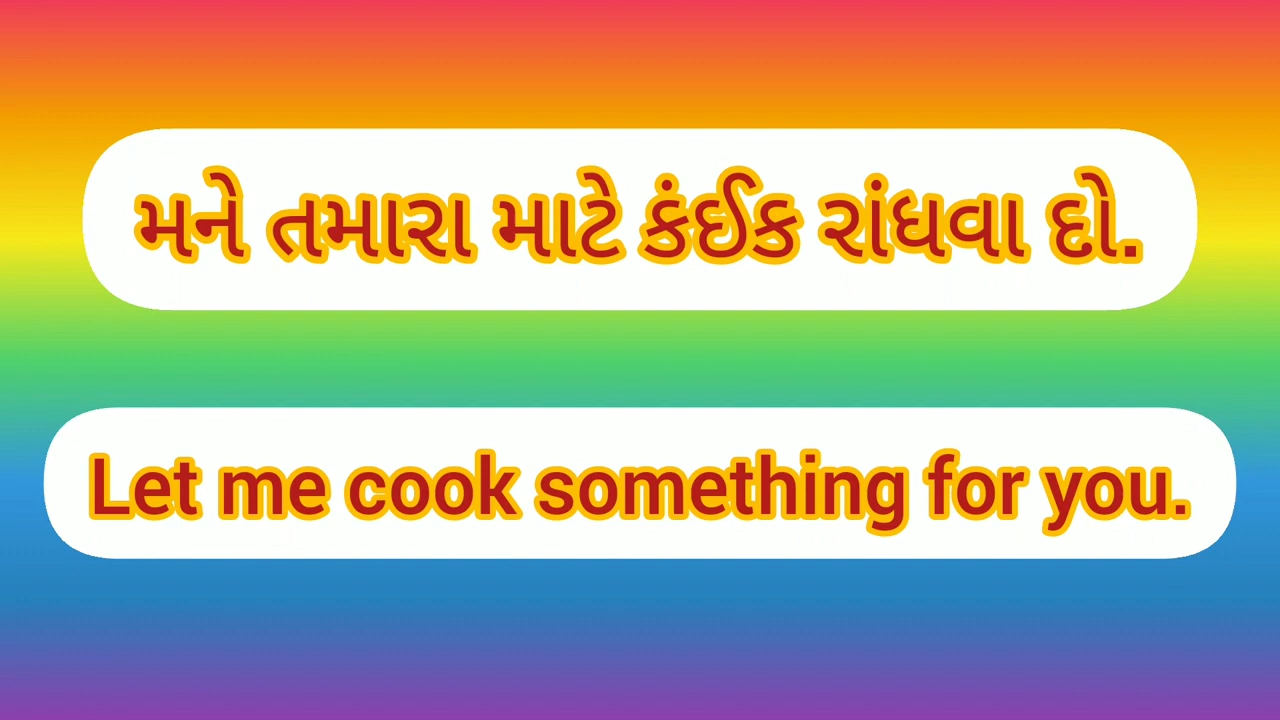 મને તમારા માટે કંઈક રાંધવા દો.
Let me cook something for you.